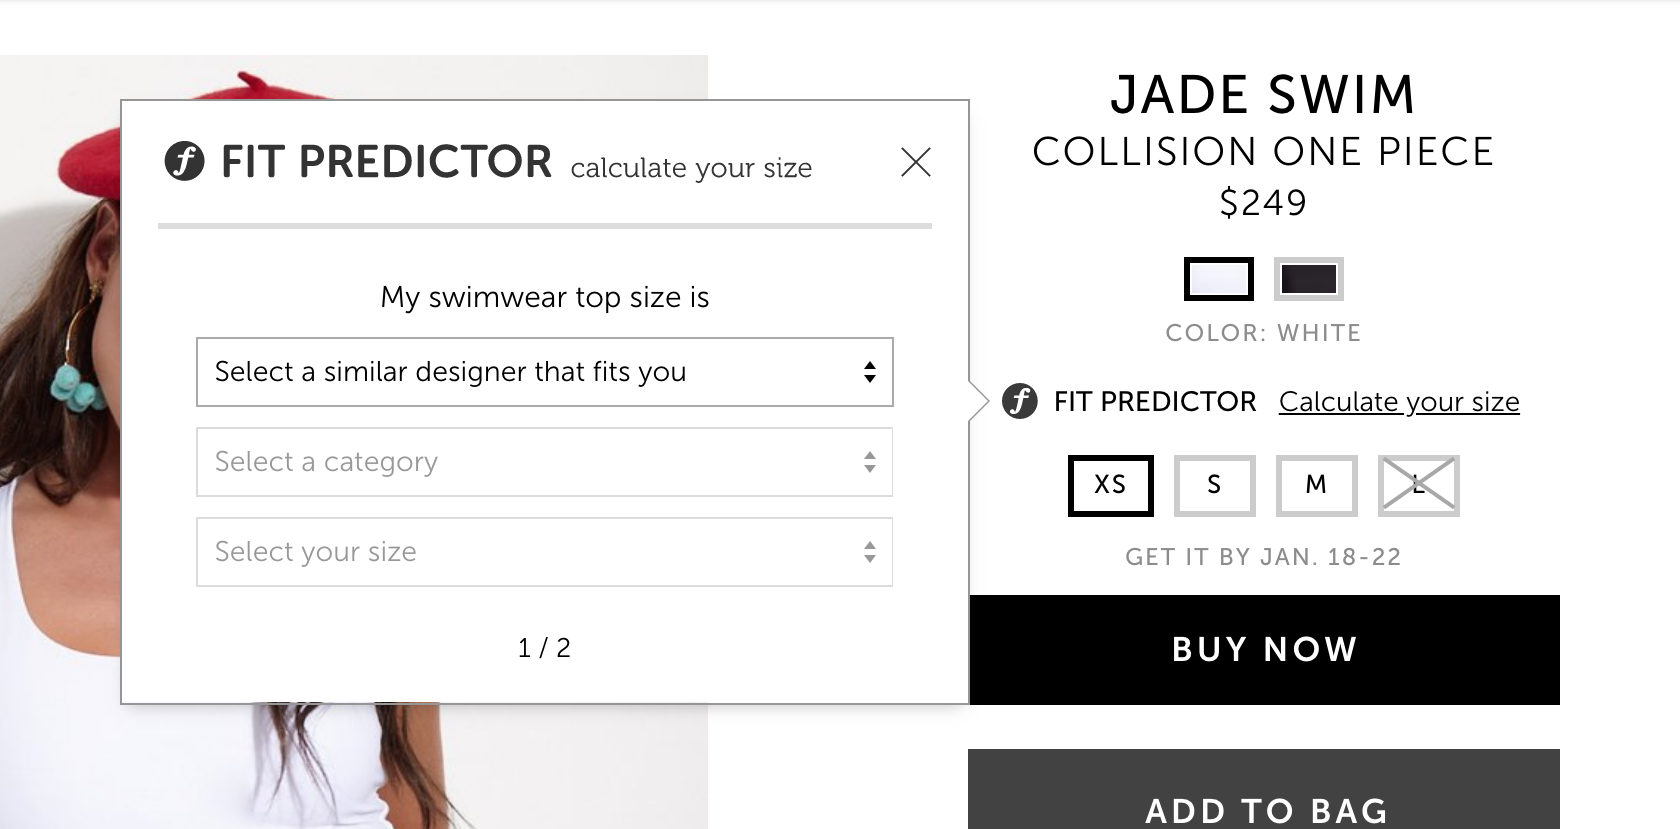 FIT PREDICTOR calculate your size
My swimwear top size is
Select a similar designer that fits you
Select a category
Select your size
1 / 2
JADE SWIM
COLLISION ONE PIECE
$249
COLOR: WHITE
FIT PREDICTOR Calculate your size
XS S M L
GET IT BY JAN. 18-22
BUY NOW
ADD TO BAG